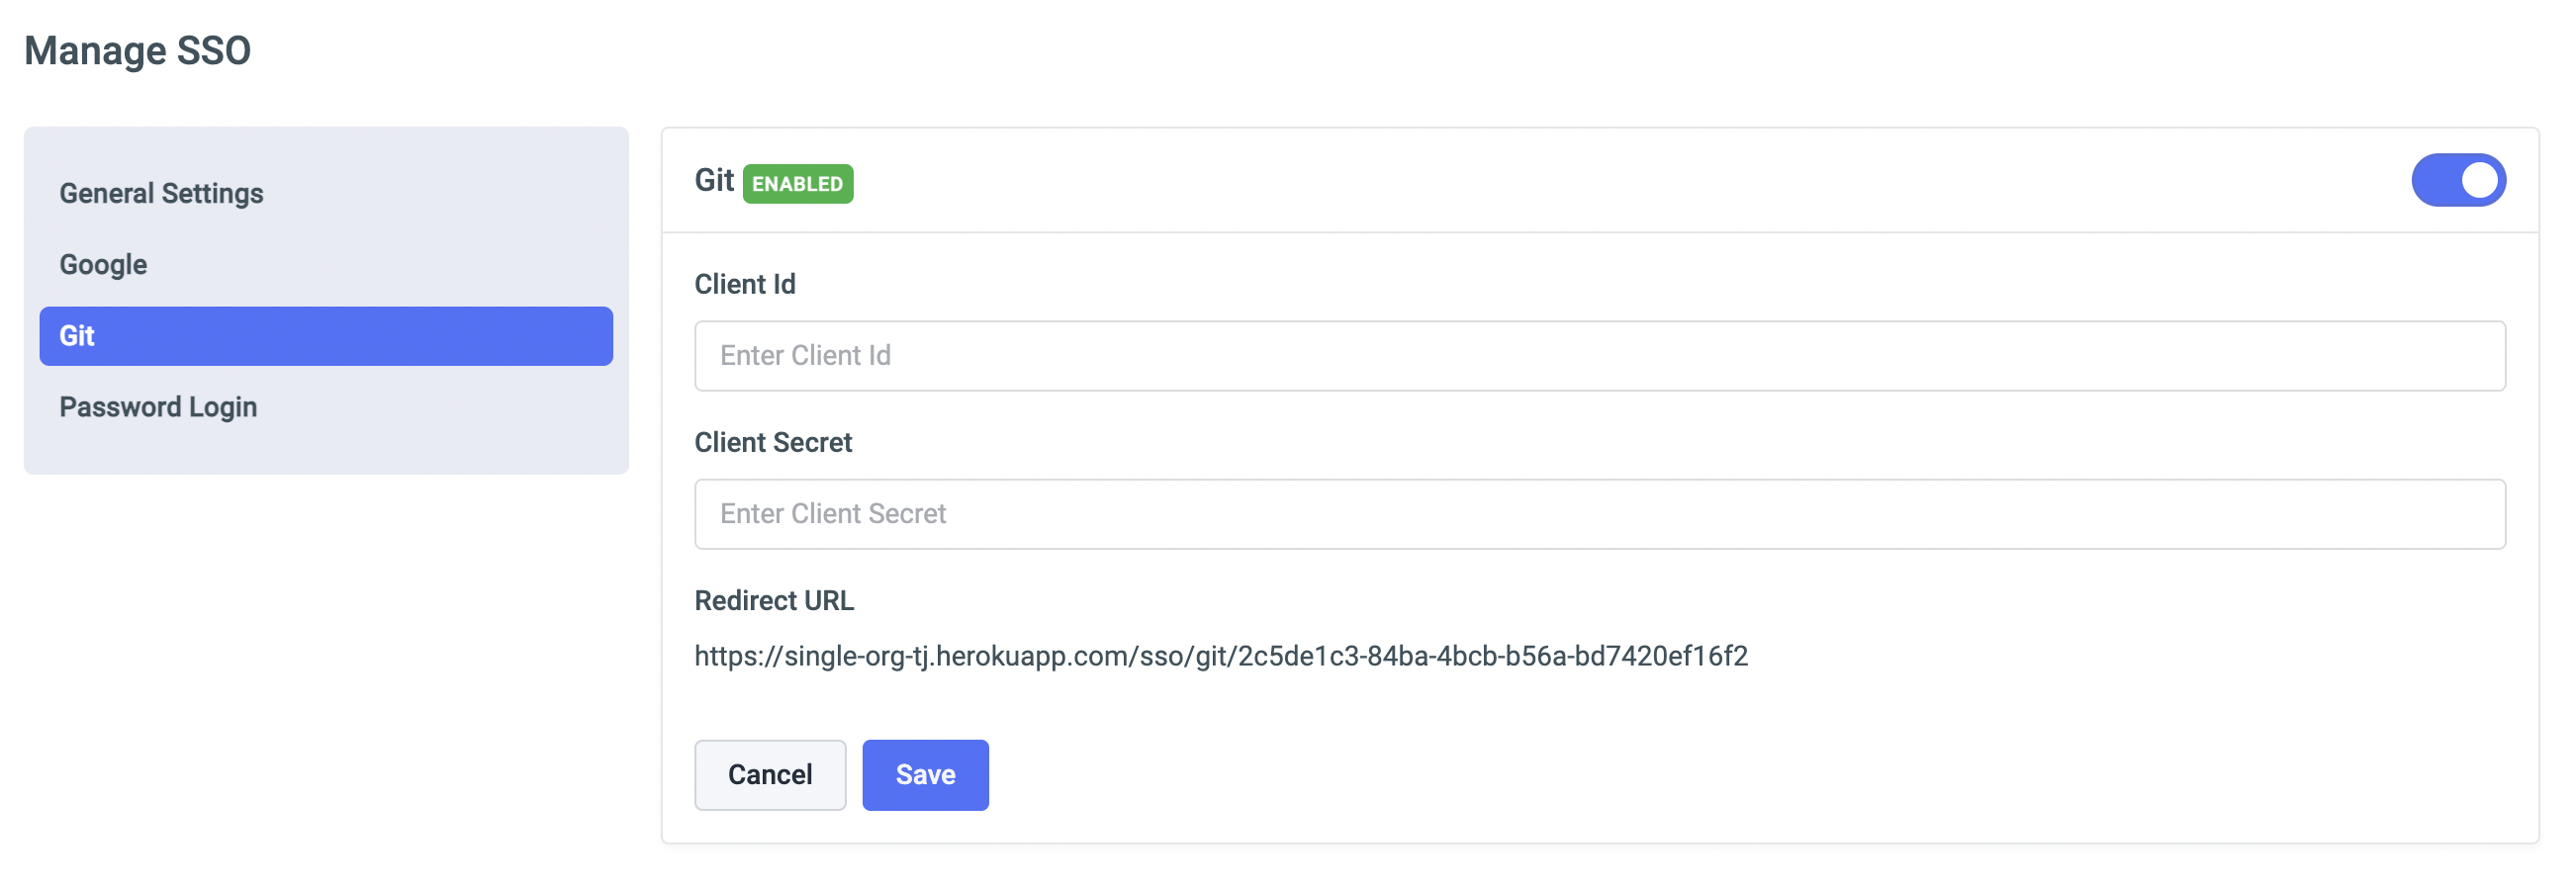 Manage SSO
General Settings
Google
Git
Password Login
Git ENABLED
Client Id
Enter Client Id
Client Secret
Enter Client Secret
Redirect URL
https://single-org-tj.herokuapp.com/sso/git/2c5de1c3-84ba-4bcb-b56a-bd7420ef16f2
Cancel Save